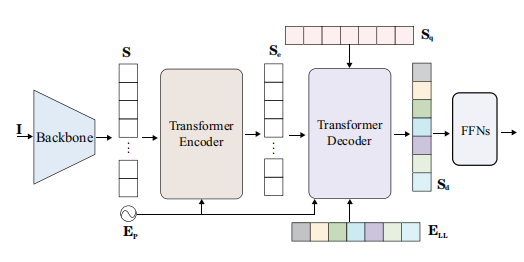 S
S_e
S_q
I
Backbone
Transformer
Encoder
Transformer
Decoder
FFNs
S_d
E_P
E_LL